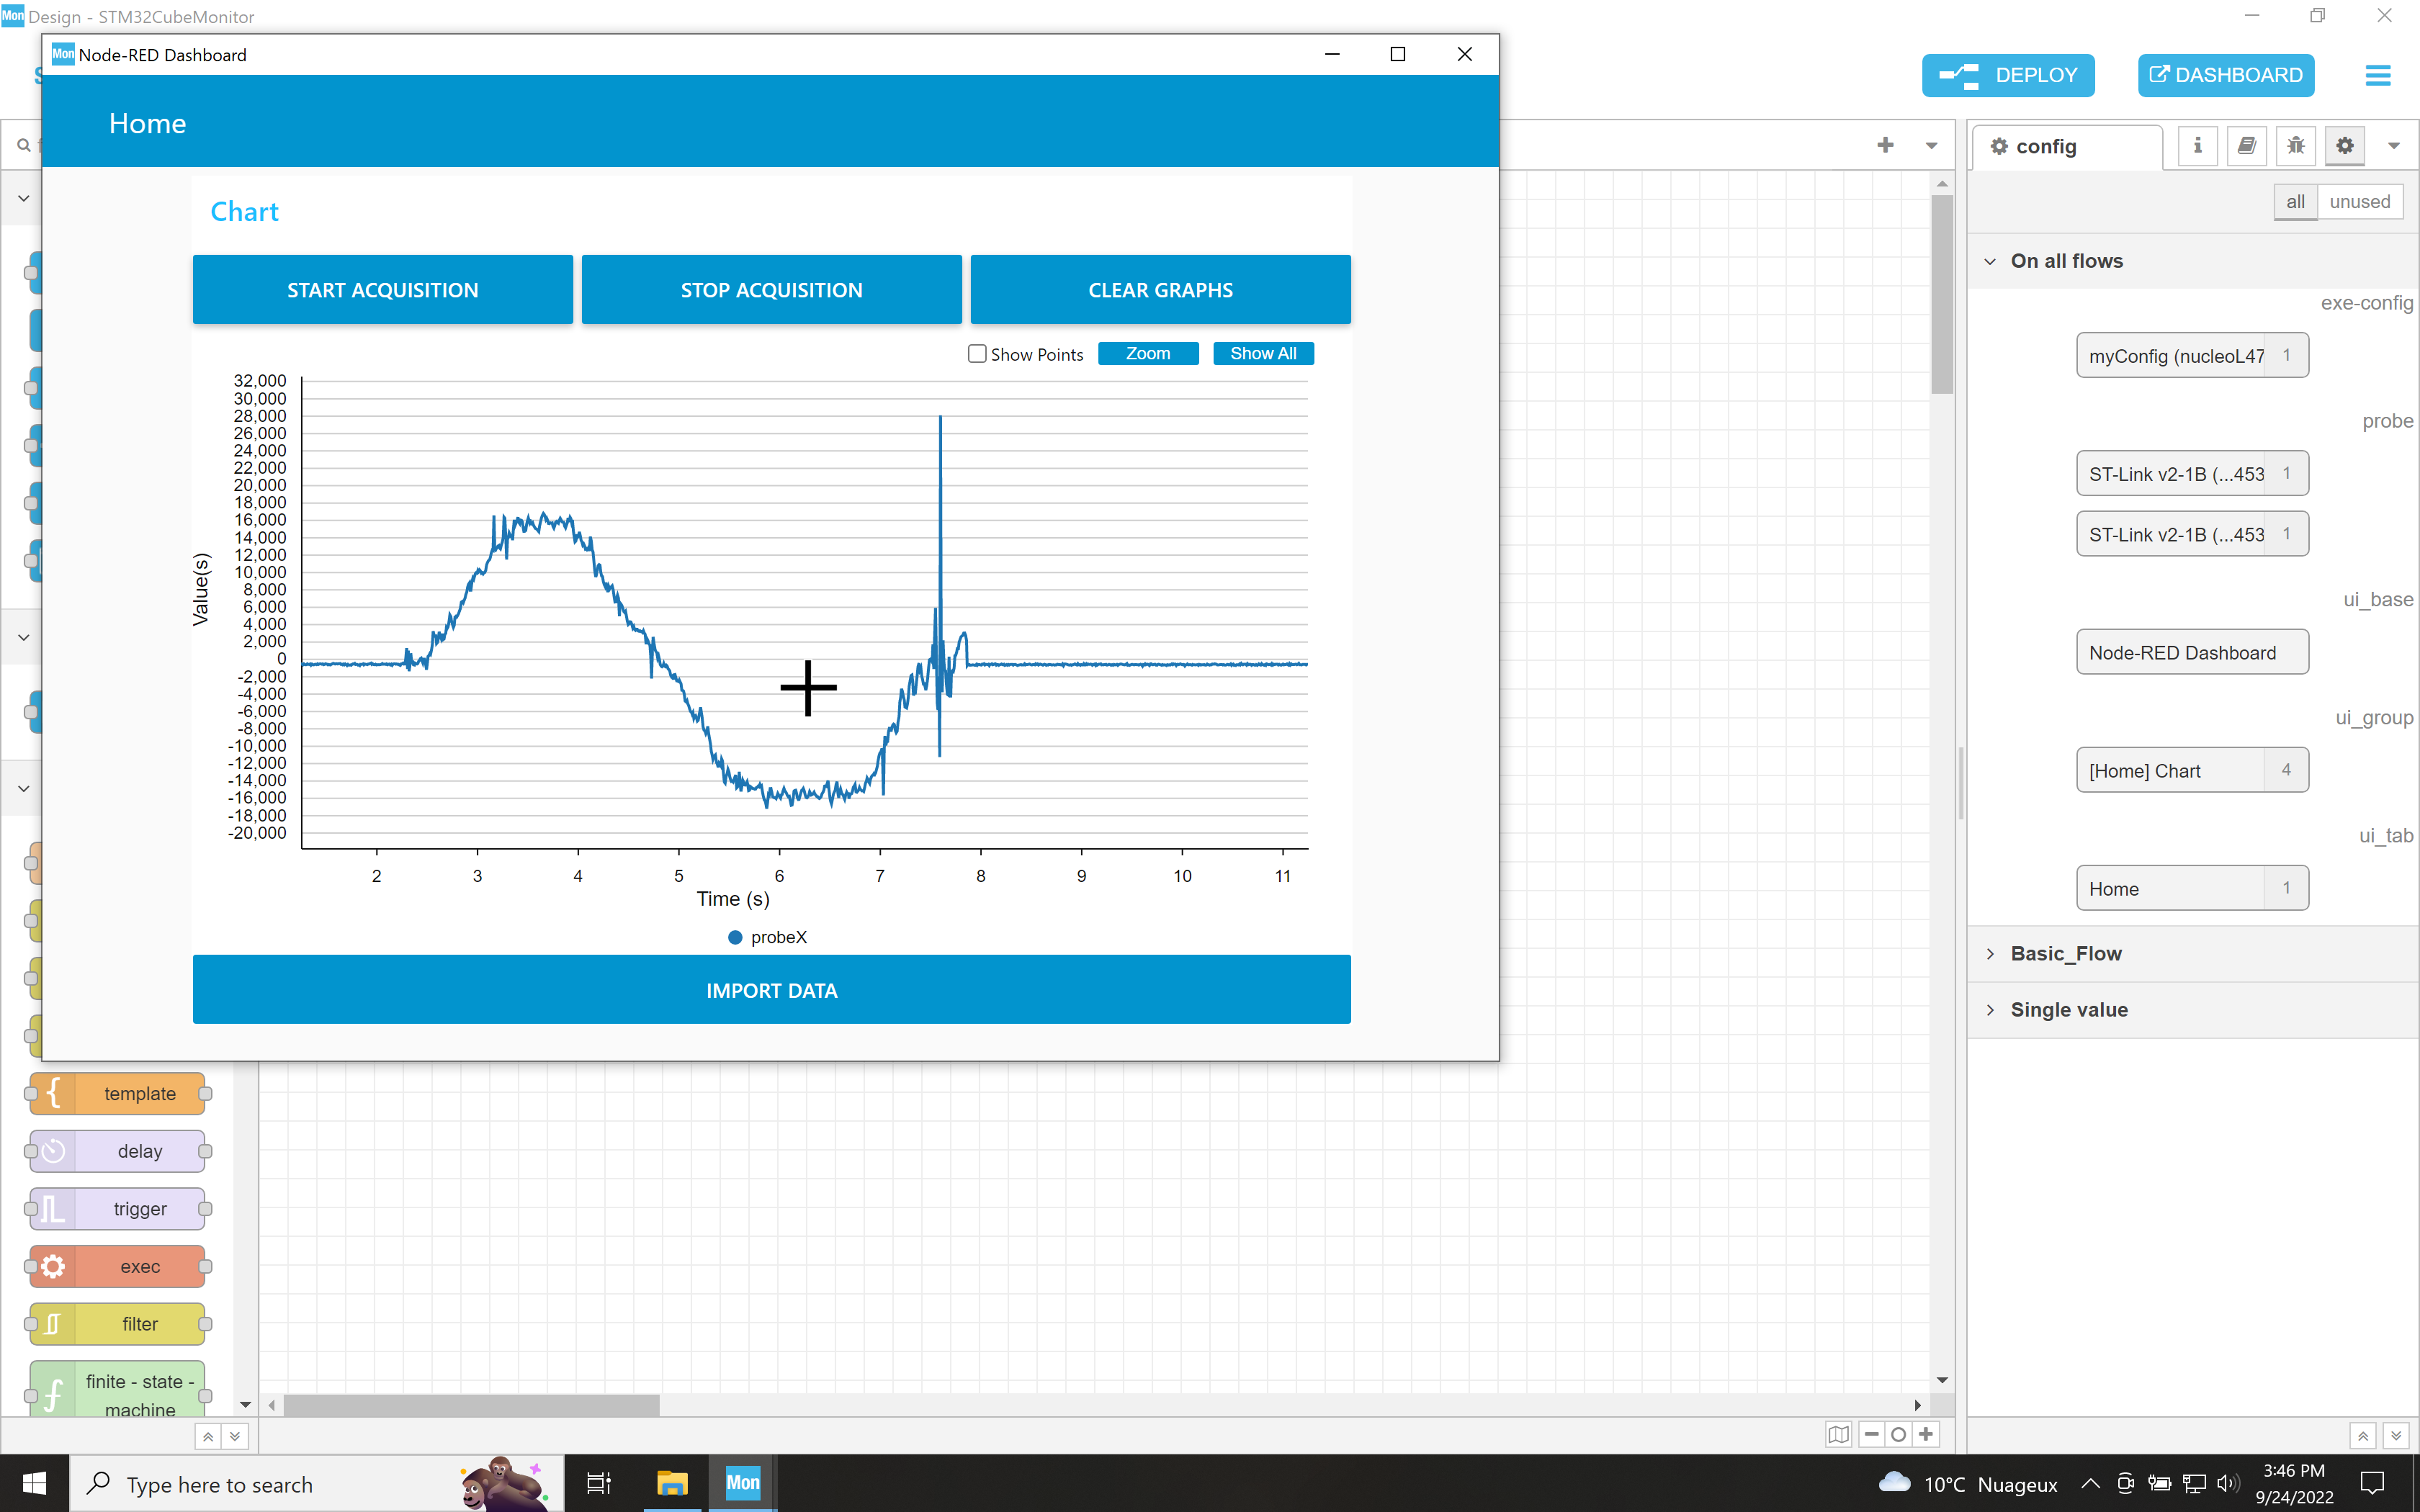 Mon Design - STM32CubeMonitor
Mon Node-RED Dashboard
DEPLOY
DASHBOARD
Home
config
all
unused
Chart
On all flows
START ACQUISITION
STOP ACQUISITION
CLEAR GRAPHS
exe-config
myConfig (nucleoL47 1
Show Points
Zoom
Show All
probe
ST-Link v2-1B (...453 1
ST-Link v2-1B (...453 1
ui_base
Node-RED Dashboard
ui_group
[Home] Chart 4
ui_tab
Home 1
Basic_Flow
Single value
Value(s)
32,000
30,000
28,000
26,000
24,000
22,000
20,000
18,000
16,000
14,000
12,000
10,000
8,000
6,000
4,000
2,000
0
-2,000
-4,000
-6,000
-8,000
-10,000
-12,000
-14,000
-16,000
-18,000
-20,000
2 3 4 5 6 7 8 9 10 11
Time (s)
probeX
IMPORT DATA
template
delay
trigger
exec
filter
finite - state -
machine
Type here to search
Mon
10°C Nuageux
3:46 PM
9/24/2022